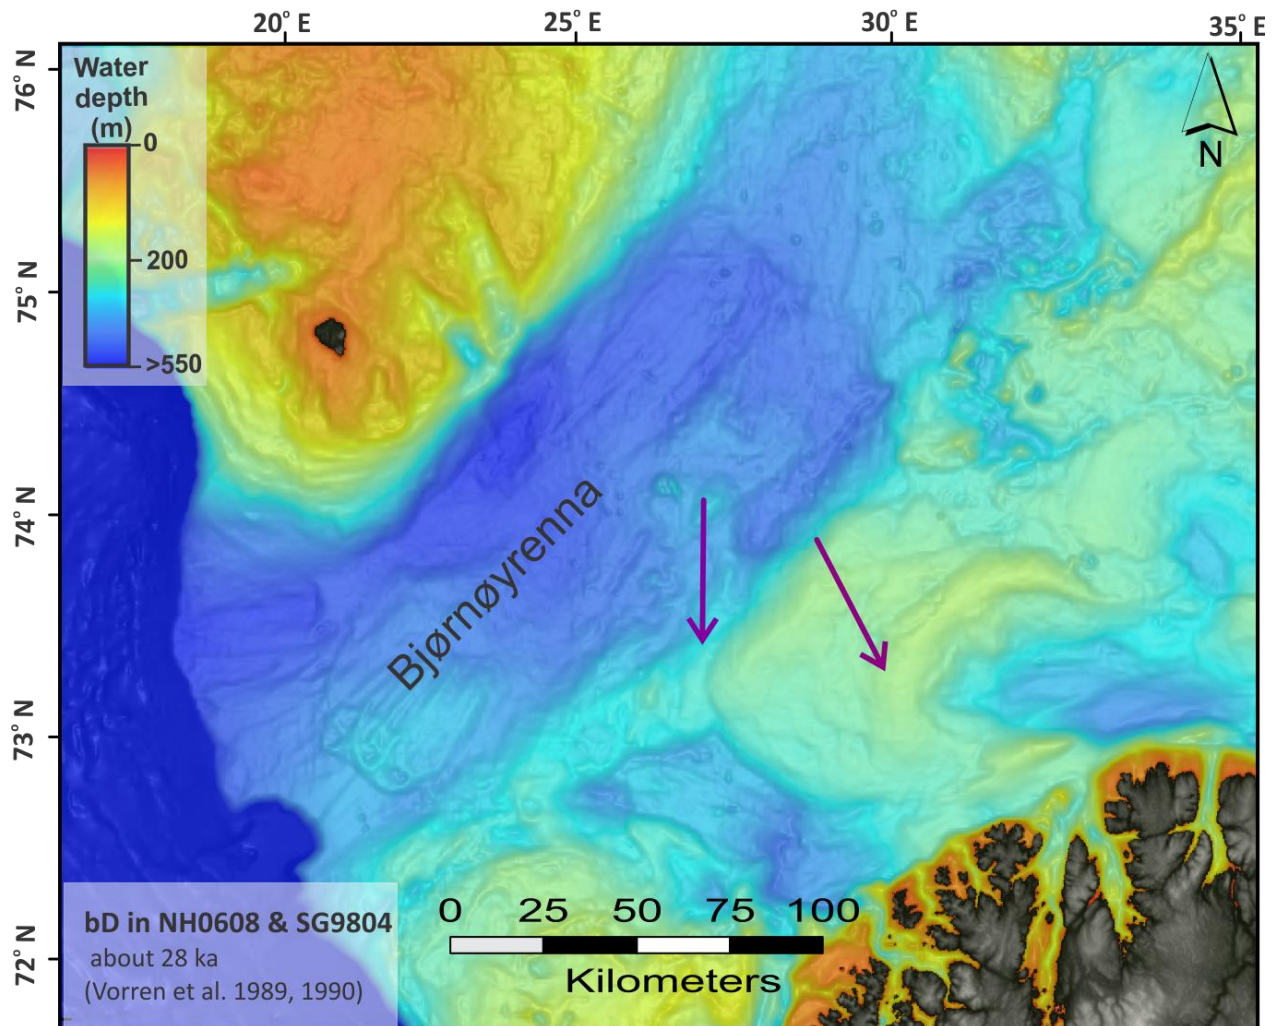 20° E
25° E
30° E
35° E
76° N
75° N
74° N
73° N
72° N
Water
depth
(m)
0
200
>550
N
Bjørnøyrenna
bD in NH0608 & SG9804
about 28 ka
(Vorren et al. 1989, 1990)
0 25 50 75 100
Kilometers